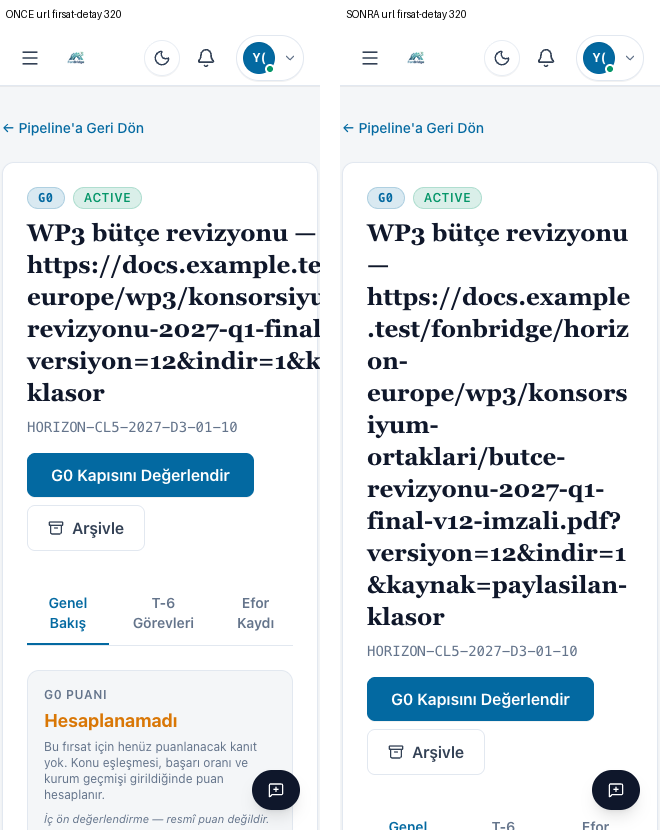 ONCE url firsat-detay 320
Y(
← Pipeline'a Geri Dön
G0
ACTIVE
WP3 bütçe revizyonu —
https://docs.example.te
europe/wp3/konsorsiyu
revizyonu-2027-q1-final
versiyon=12&indir=1&k
klasor
HORIZON-CL5-2027-D3-01-10
G0 Kapısını Değerlendir
Arşivle
Genel
Bakış
T-6
Görevleri
Efor
Kaydı
G0 PUANI
Hesaplanamadı
Bu fırsat için henüz puanlanacak kanıt
yok. Konu eşleşmesi, başarı oranı ve
kurum geçmişi girildiğinde puan
hesaplanır.
İç ön değerlendirme — resmî puan değildir.
SONRA url firsat-detay 320
Y(
← Pipeline'a Geri Dön
G0
ACTIVE
WP3 bütçe revizyonu
—
https://docs.example
.test/fonbridge/horiz
on-
europe/wp3/konsors
iyum-
ortaklari/butce-
revizyonu-2027-q1-
final-v12-imzali.pdf?
versiyon=12&indir=1
&kaynak=paylasilan-
klasor
HORIZON-CL5-2027-D3-01-10
G0 Kapısını Değerlendir
Arşivle
Genel
T-6
Efor